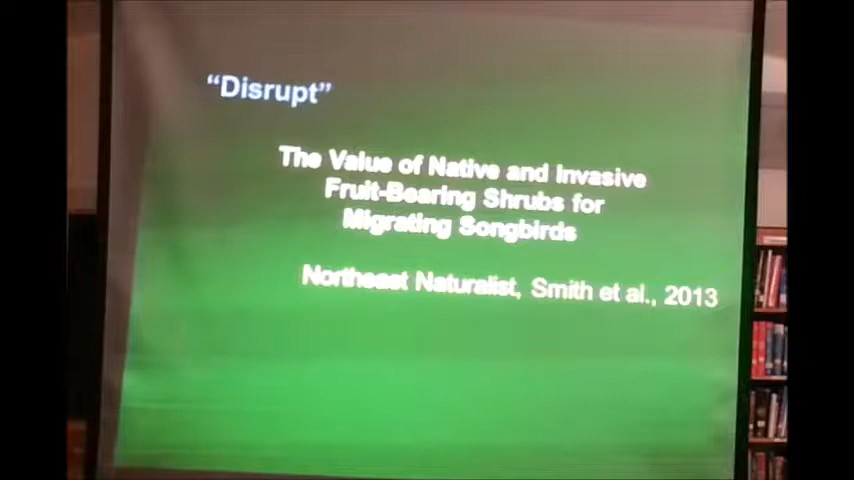 “Disrupt”
The Value of Native and Invasive
Fruit-Bearing Shrubs for
Migrating Songbirds
Northeast Naturalist, Smith et al., 2013